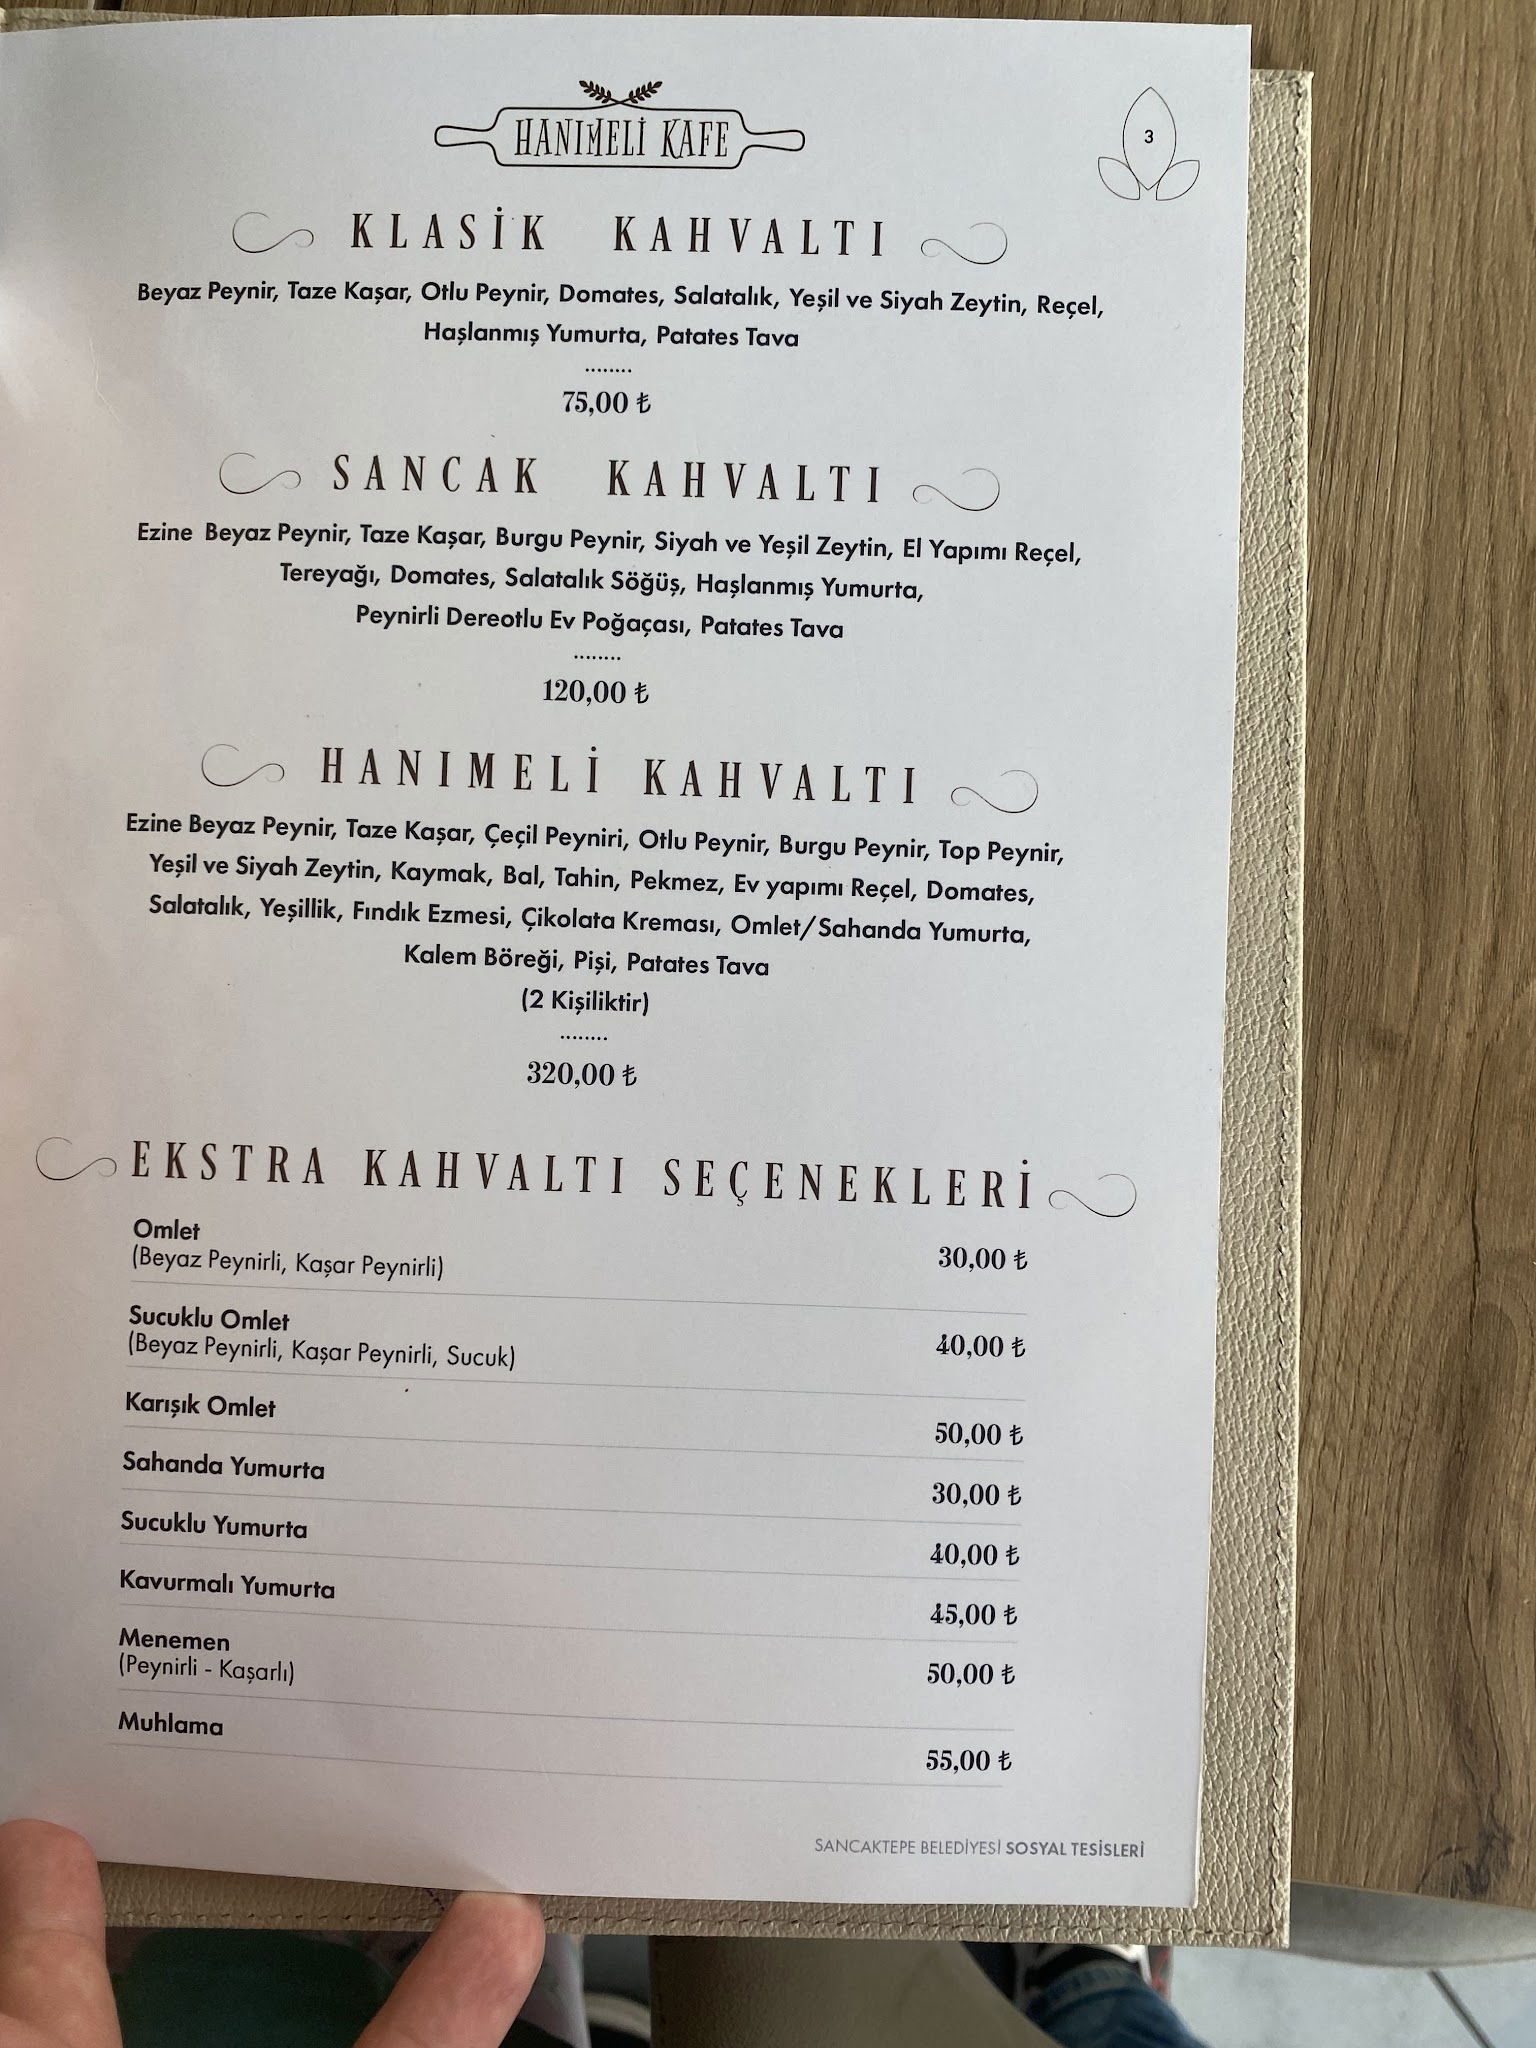 HANIMELİ KAFE
3
KLASİK KAHVALTI
Beyaz Peynir, Taze Kaşar, Otlu Peynir, Domates, Salatalık, Yeşil ve Siyah Zeytin, Reçel,
Haşlanmış Yumurta, Patates Tava
........
75,00 ₺
SANCAK KAHVALTI
Ezine Beyaz Peynir, Taze Kaşar, Burgu Peynir, Siyah ve Yeşil Zeytin, El Yapımı Reçel,
Tereyağı, Domates, Salatalık Söğüş, Haşlanmış Yumurta,
Peynirli Dereotlu Ev Poğaçası, Patates Tava
........
120,00 ₺
HANIMELİ KAHVALTI
Ezine Beyaz Peynir, Taze Kaşar, Çeçil Peyniri, Otlu Peynir, Burgu Peynir, Top Peynir,
Yeşil ve Siyah Zeytin, Kaymak, Bal, Tahin, Pekmez, Ev yapımı Reçel, Domates,
Salatalık, Yeşillik, Fındık Ezmesi, Çikolata Kreması, Omlet/Sahanda Yumurta,
Kalem Böreği, Pişi, Patates Tava
(2 Kişiliktir)
........
320,00 ₺
EKSTRA KAHVALTI SEÇENEKLERİ
Omlet
(Beyaz Peynirli, Kaşar Peynirli) 30,00 ₺
Sucuklu Omlet
(Beyaz Peynirli, Kaşar Peynirli, Sucuk) 40,00 ₺
Karışık Omlet 50,00 ₺
Sahanda Yumurta 30,00 ₺
Sucuklu Yumurta 40,00 ₺
Kavurmalı Yumurta 45,00 ₺
Menemen
(Peynirli - Kaşarlı) 50,00 ₺
Muhlama 55,00 ₺
SANCAKTEPE BELEDİYESİ SOSYAL TESİSLERİ